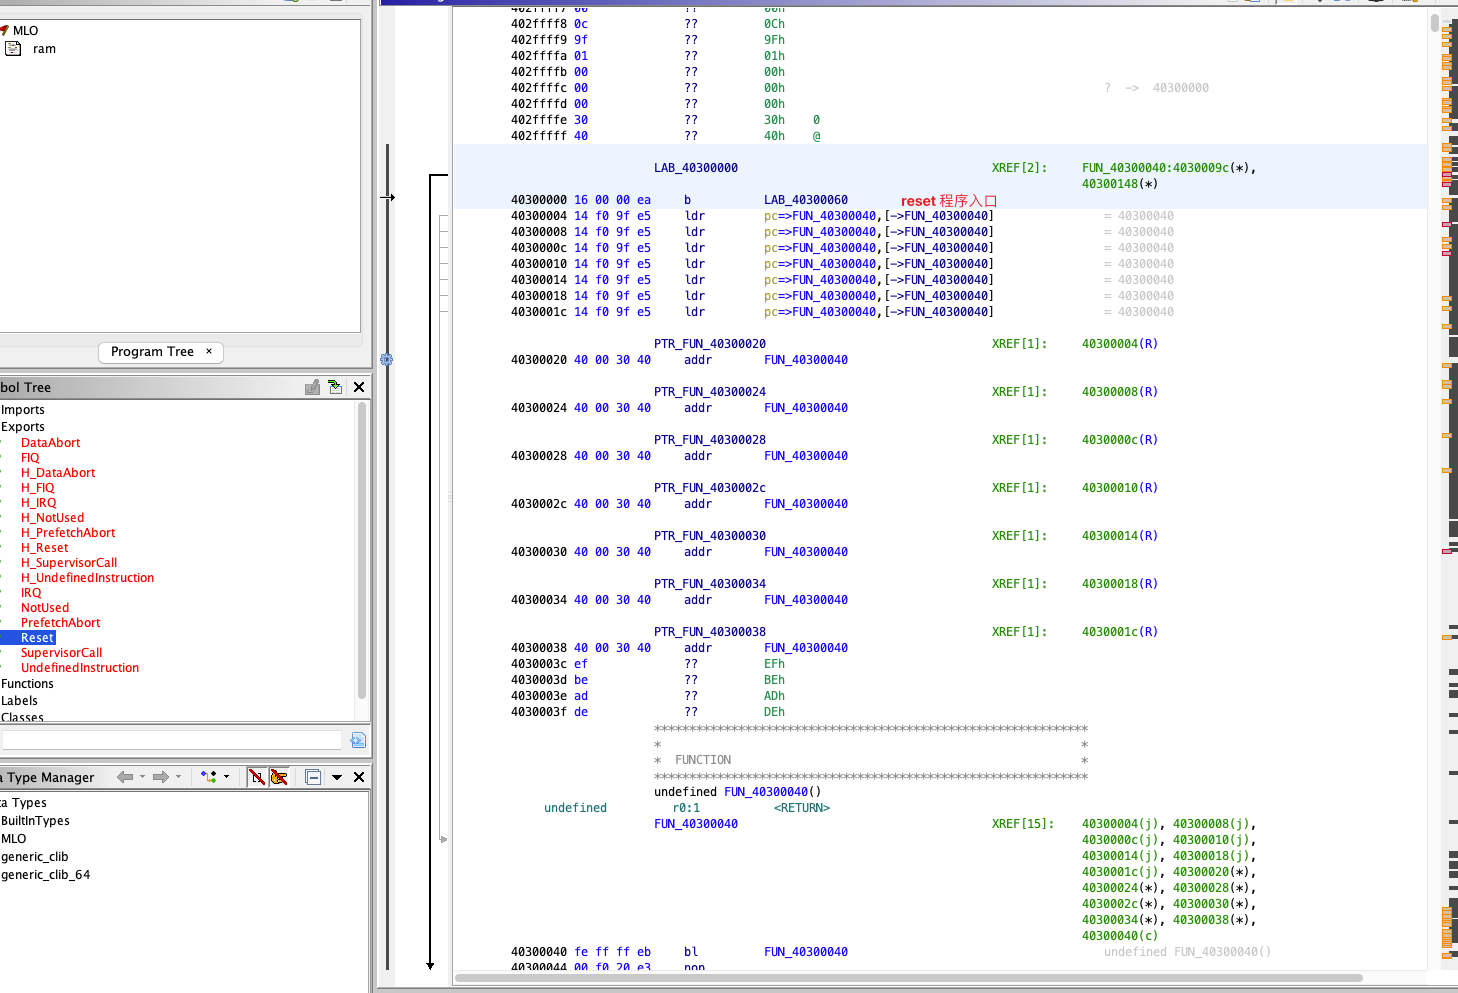 MLO
ram
Program Tree ×
bol Tree
Imports
Exports
DataAbort
FIQ
H_DataAbort
H_FIQ
H_IRQ
H_NotUsed
H_PrefetchAbort
H_Reset
H_SupervisorCall
H_UndefinedInstruction
IRQ
NotUsed
PrefetchAbort
Reset
SupervisorCall
UndefinedInstruction
Functions
Labels
Classes
a Type Manager
ta Types
BuiltInTypes
MLO
generic_clib
generic_clib_64
402ffff7 00 ?? 00h
402ffff8 0c ?? 0Ch
402ffff9 9f ?? 9Fh
402ffffa 01 ?? 01h
402ffffb 00 ?? 00h
402ffffc 00 ?? 00h ? -> 40300000
402ffffd 00 ?? 00h
402ffffe 30 ?? 30h 0
402fffff 40 ?? 40h @
LAB_40300000 XREF[2]: FUN_40300040:4030009c(*),
40300148(*)
40300000 16 00 00 ea b LAB_40300060 reset 程序入口
40300004 14 f0 9f e5 ldr pc=>FUN_40300040,[->FUN_40300040] = 40300040
40300008 14 f0 9f e5 ldr pc=>FUN_40300040,[->FUN_40300040] = 40300040
4030000c 14 f0 9f e5 ldr pc=>FUN_40300040,[->FUN_40300040] = 40300040
40300010 14 f0 9f e5 ldr pc=>FUN_40300040,[->FUN_40300040] = 40300040
40300014 14 f0 9f e5 ldr pc=>FUN_40300040,[->FUN_40300040] = 40300040
40300018 14 f0 9f e5 ldr pc=>FUN_40300040,[->FUN_40300040] = 40300040
4030001c 14 f0 9f e5 ldr pc=>FUN_40300040,[->FUN_40300040] = 40300040
PTR_FUN_40300020 XREF[1]: 40300004(R)
40300020 40 00 30 40 addr FUN_40300040
PTR_FUN_40300024 XREF[1]: 40300008(R)
40300024 40 00 30 40 addr FUN_40300040
PTR_FUN_40300028 XREF[1]: 4030000c(R)
40300028 40 00 30 40 addr FUN_40300040
PTR_FUN_4030002c XREF[1]: 40300010(R)
4030002c 40 00 30 40 addr FUN_40300040
PTR_FUN_40300030 XREF[1]: 40300014(R)
40300030 40 00 30 40 addr FUN_40300040
PTR_FUN_40300034 XREF[1]: 40300018(R)
40300034 40 00 30 40 addr FUN_40300040
PTR_FUN_40300038 XREF[1]: 4030001c(R)
40300038 40 00 30 40 addr FUN_40300040
4030003c ef ?? EFh
4030003d be ?? BEh
4030003e ad ?? ADh
4030003f de ?? DEh
**************************************************************
* *
* FUNCTION *
**************************************************************
undefined FUN_40300040()
undefined r0:1 <RETURN>
FUN_40300040 XREF[15]: 40300004(j), 40300008(j),
4030000c(j), 40300010(j),
40300014(j), 40300018(j),
4030001c(j), 40300020(*),
40300024(*), 40300028(*),
4030002c(*), 40300030(*),
40300034(*), 40300038(*),
40300040(c)
40300040 fe ff ff eb bl FUN_40300040 undefined FUN_40300040()
40300044 00 f0 20 e3 nop